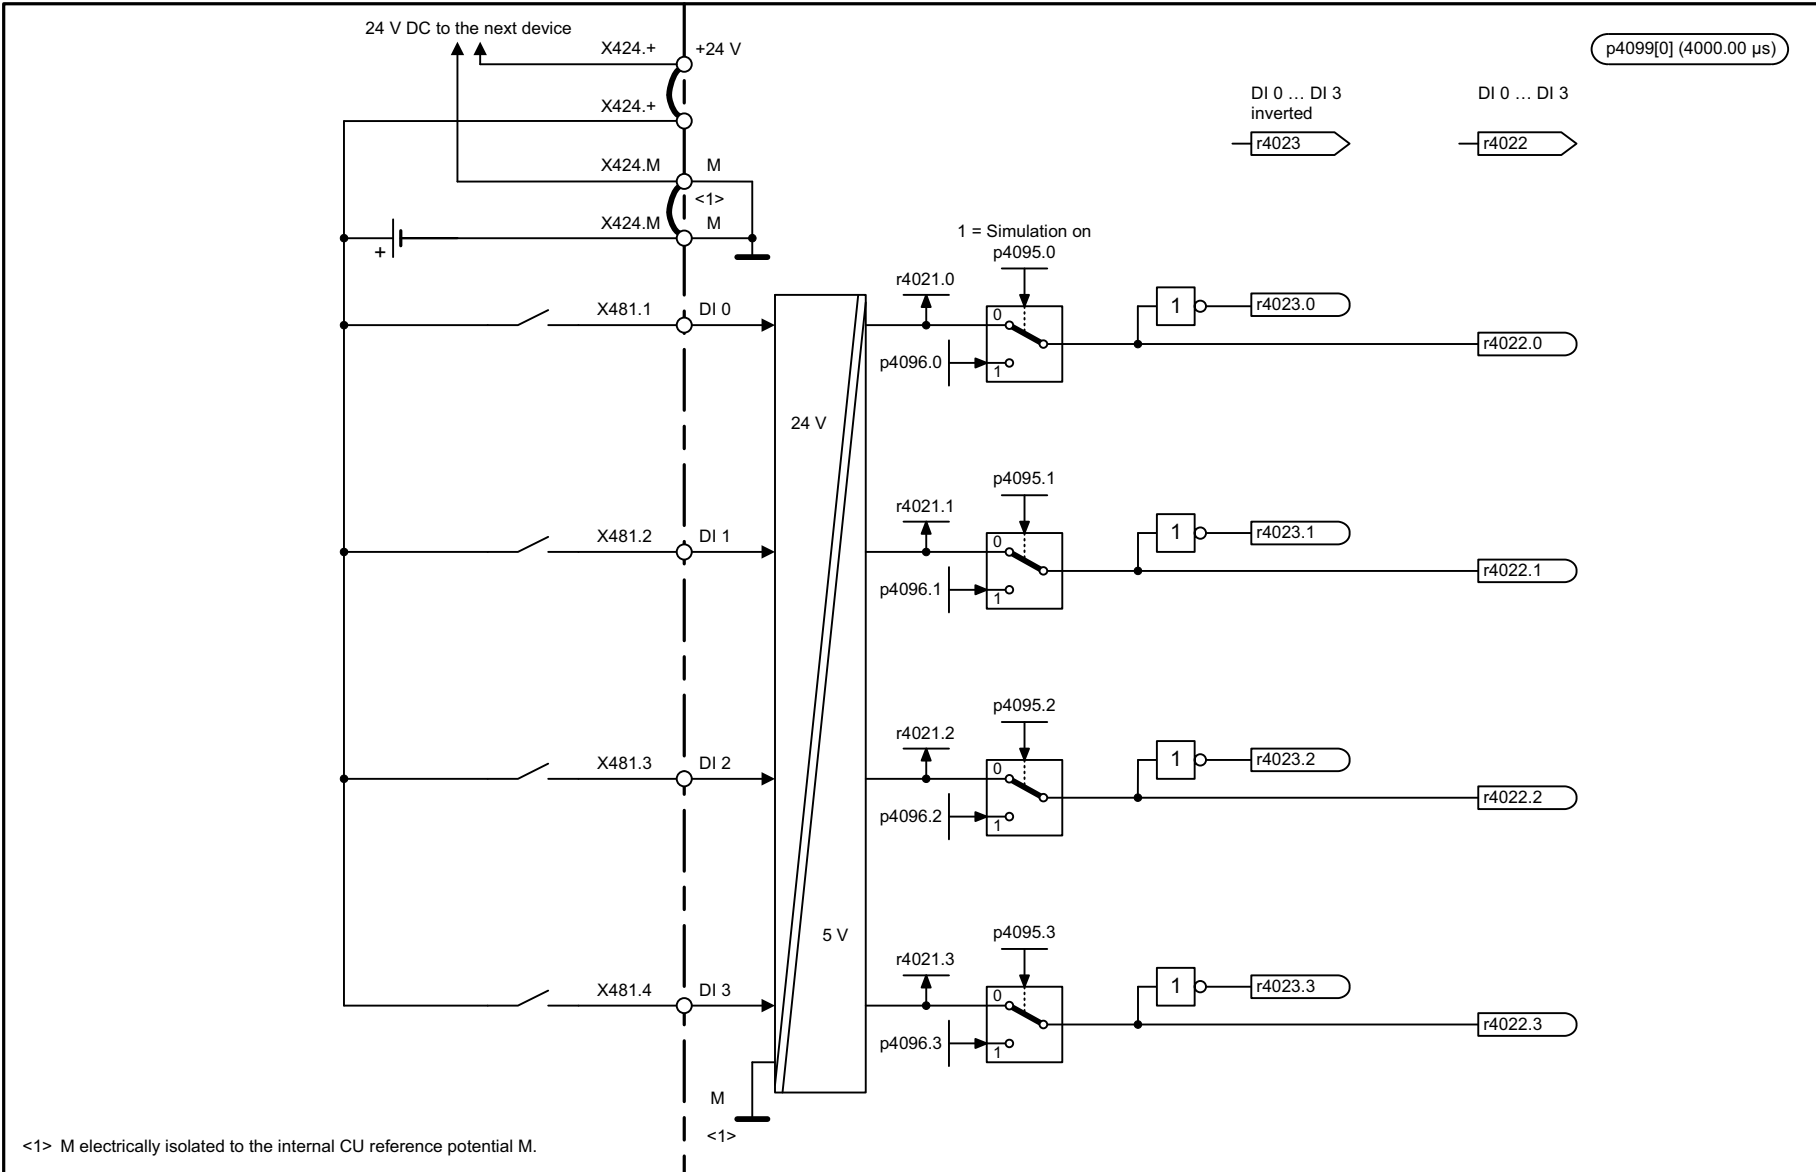 24 V DC to the next device
X424.+
+24 V
p4099[0] (4000.00 µs)
X424.+
DI 0 … DI 3
inverted
r4023
DI 0 … DI 3
r4022
X424.M
M
<1>
X424.M
M
+
1 = Simulation on
p4095.0
r4021.0
X481.1
DI 0
0
1
r4023.0
r4022.0
p4096.0
1
24 V
p4095.1
r4021.1
X481.2
DI 1
0
1
r4023.1
r4022.1
p4096.1
1
p4095.2
r4021.2
X481.3
DI 2
0
1
r4023.2
r4022.2
p4096.2
1
5 V
p4095.3
r4021.3
X481.4
DI 3
0
1
r4023.3
r4022.3
p4096.3
1
M
<1>
<1> M electrically isolated to the internal CU reference potential M.